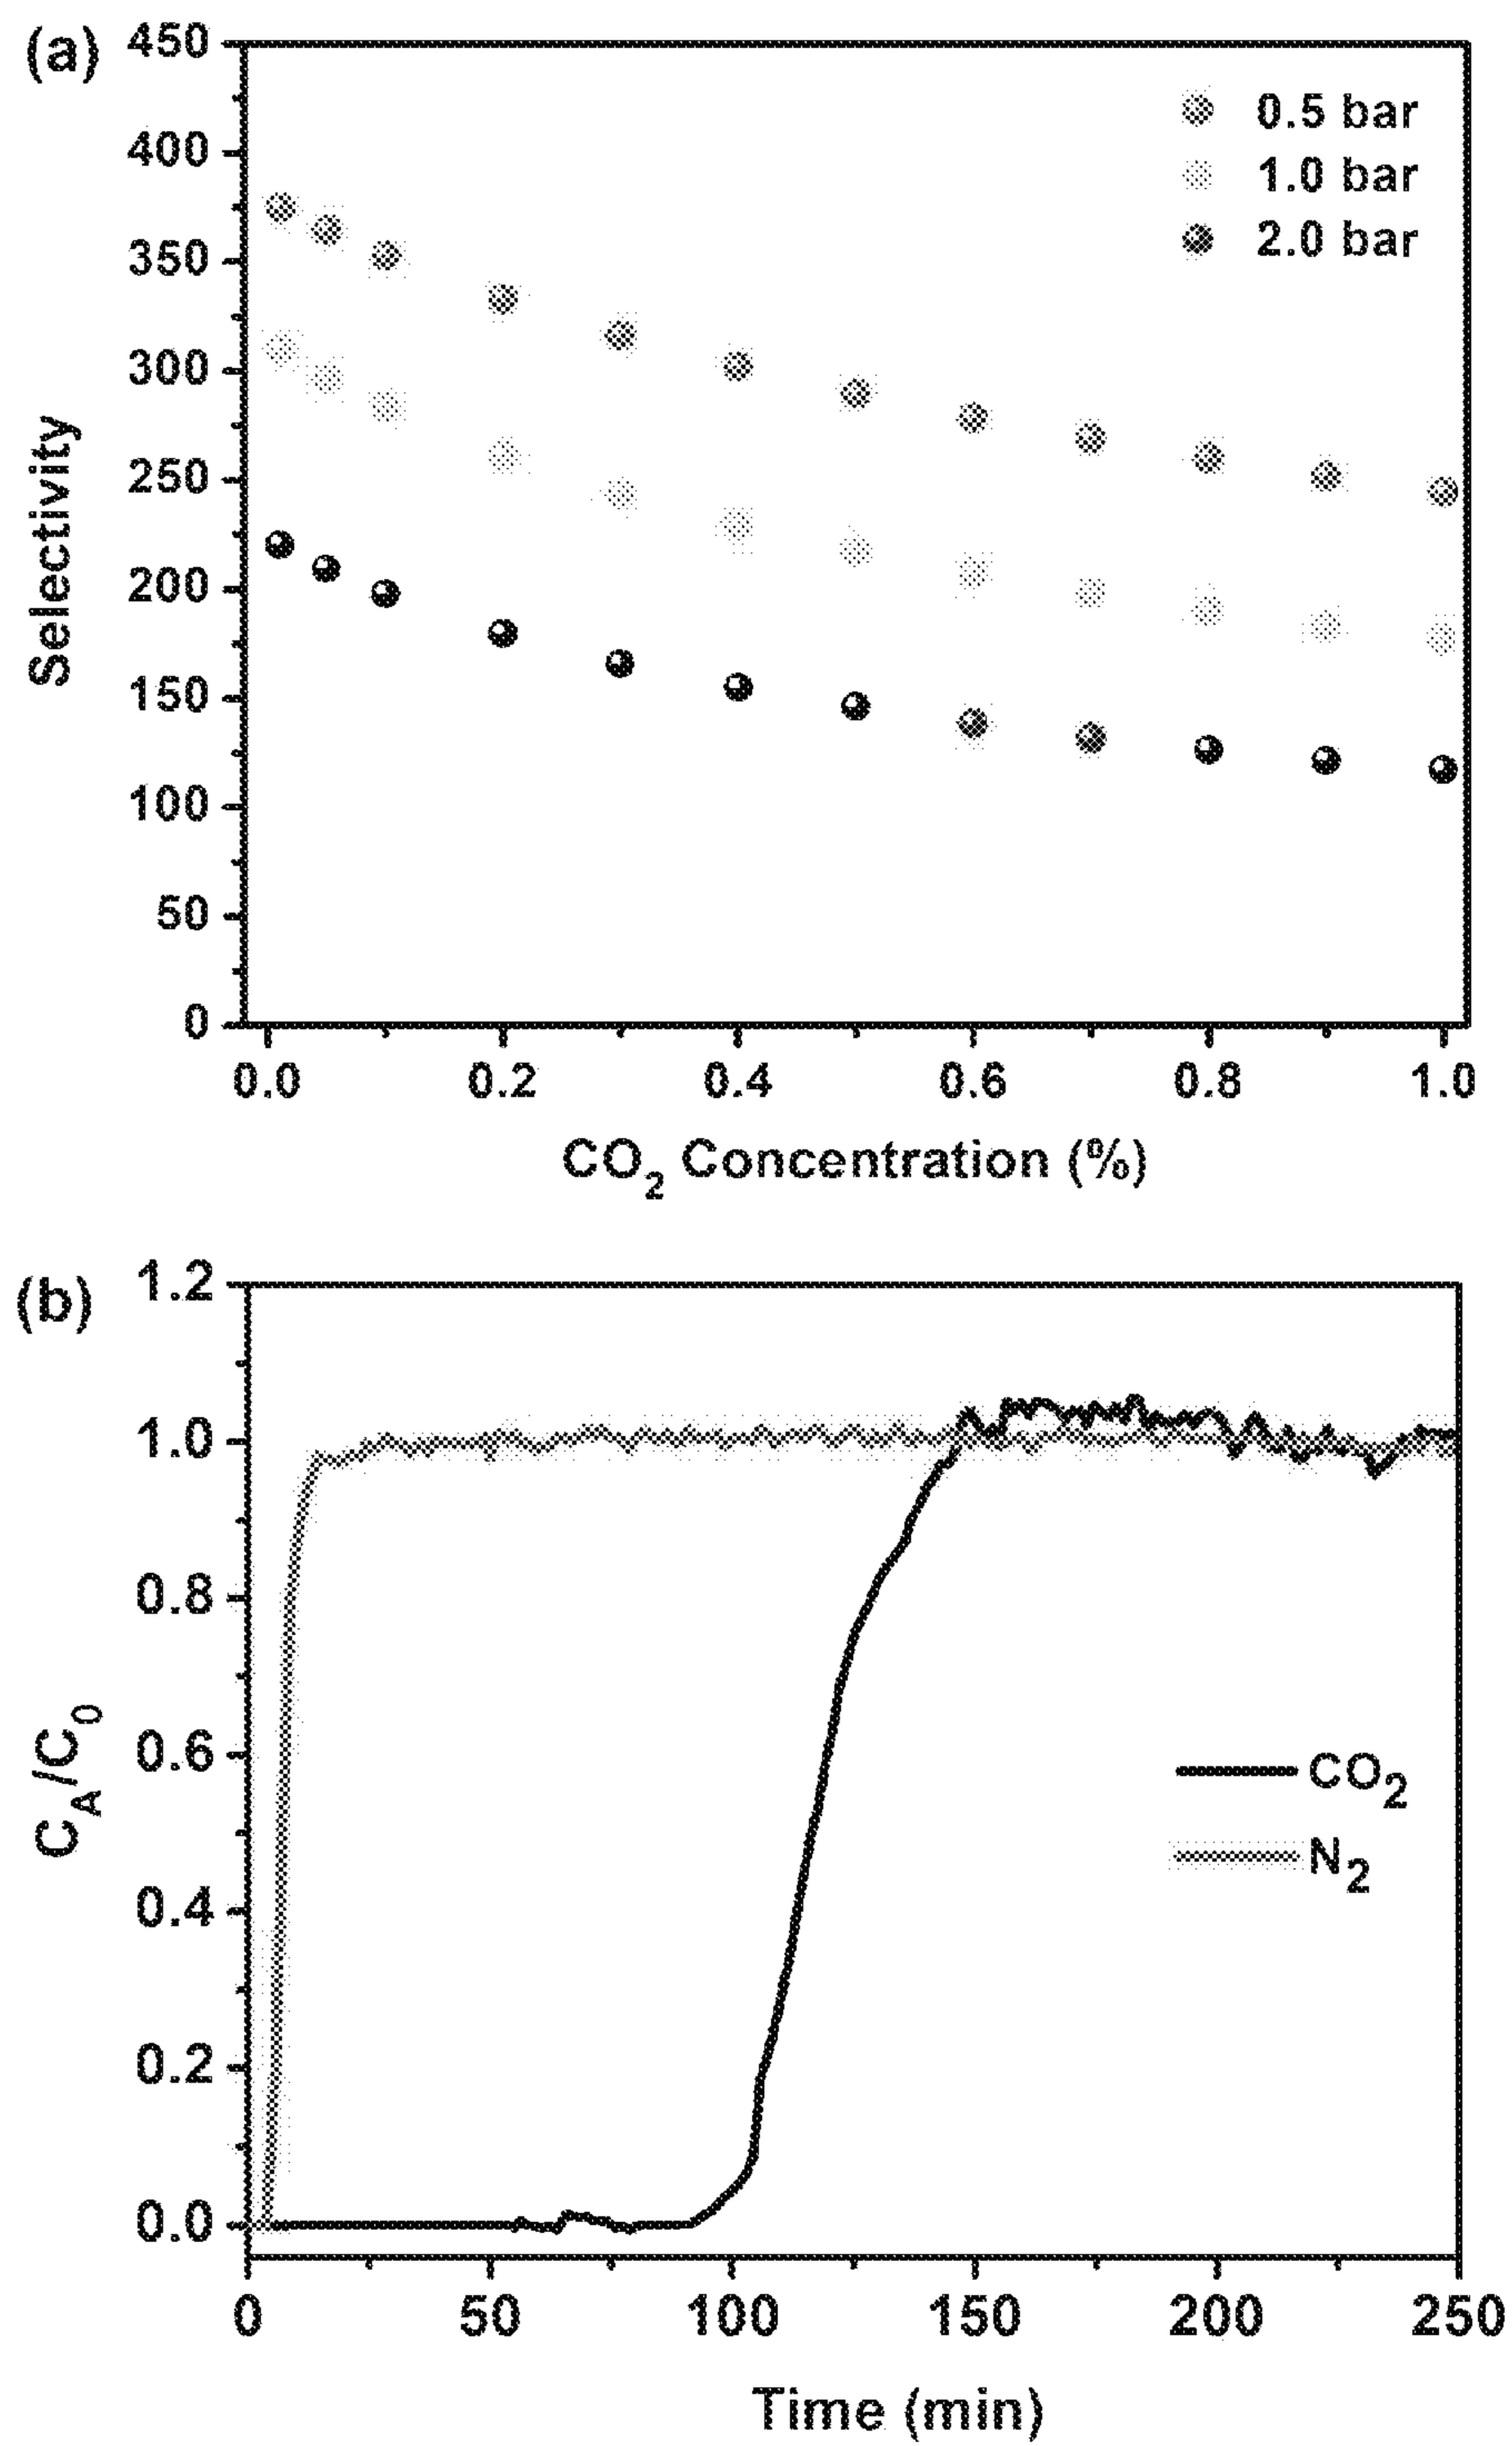 (a)
450
400
350
300
250
200
150
100
50
0
Selectivity
0.5 bar
1.0 bar
2.0 bar
0.0 0.2 0.4 0.6 0.8 1.0
CO₂ Concentration (%)
(b)
1.2
1.0
0.8
0.6
0.4
0.2
0.0
C_A/C₀
CO₂
N₂
0 50 100 150 200 250
Time (min)